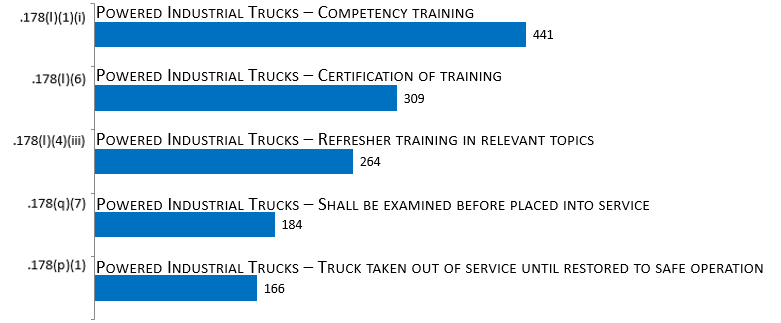 .178(l)(1)(i) Powered Industrial Trucks – Competency training
441
.178(l)(6) Powered Industrial Trucks – Certification of training
309
.178(l)(4)(iii) Powered Industrial Trucks – Refresher training in relevant topics
264
.178(q)(7) Powered Industrial Trucks – Shall be examined before placed into service
184
.178(p)(1) Powered Industrial Trucks – Truck taken out of service until restored to safe operation
166